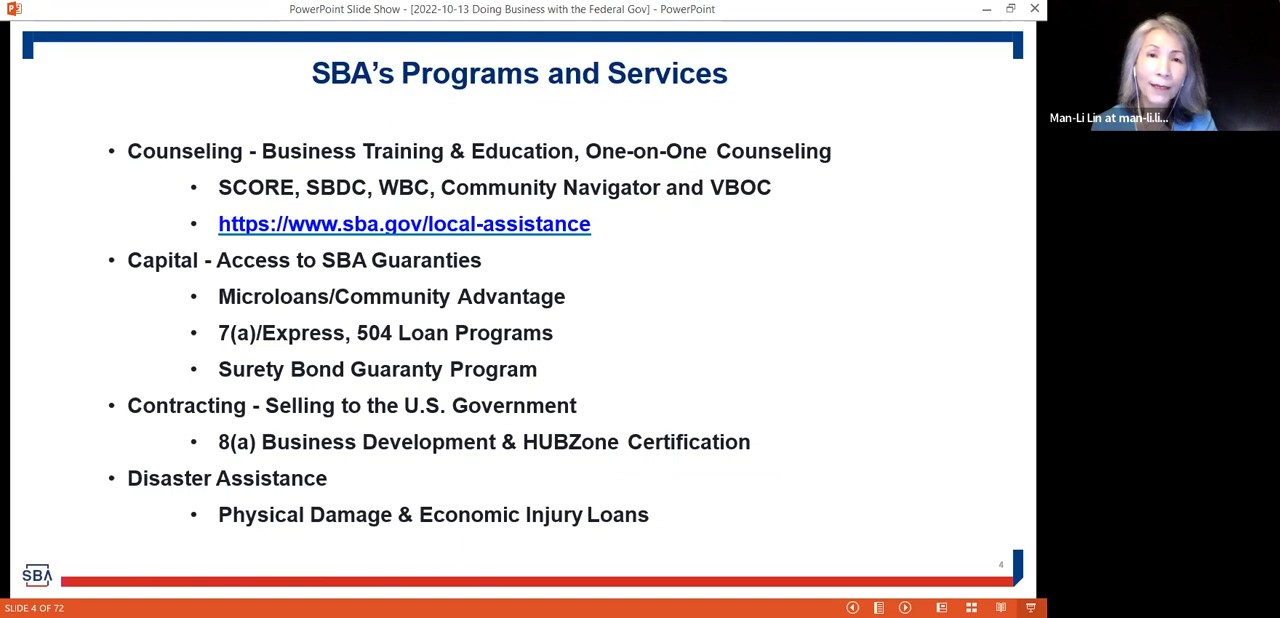 PowerPoint Slide Show - [2022-10-13 Doing Business with the Federal Gov] - PowerPoint
SBA's Programs and Services
• Counseling - Business Training & Education, One-on-One Counseling
• SCORE, SBDC, WBC, Community Navigator and VBOC
• https://www.sba.gov/local-assistance
• Capital - Access to SBA Guaranties
• Microloans/Community Advantage
• 7(a)/Express, 504 Loan Programs
• Surety Bond Guaranty Program
• Contracting - Selling to the U.S. Government
• 8(a) Business Development & HUBZone Certification
• Disaster Assistance
• Physical Damage & Economic Injury Loans
4
SBA
SLIDE 4 OF 72
Man-Li Lin at man-li.li...